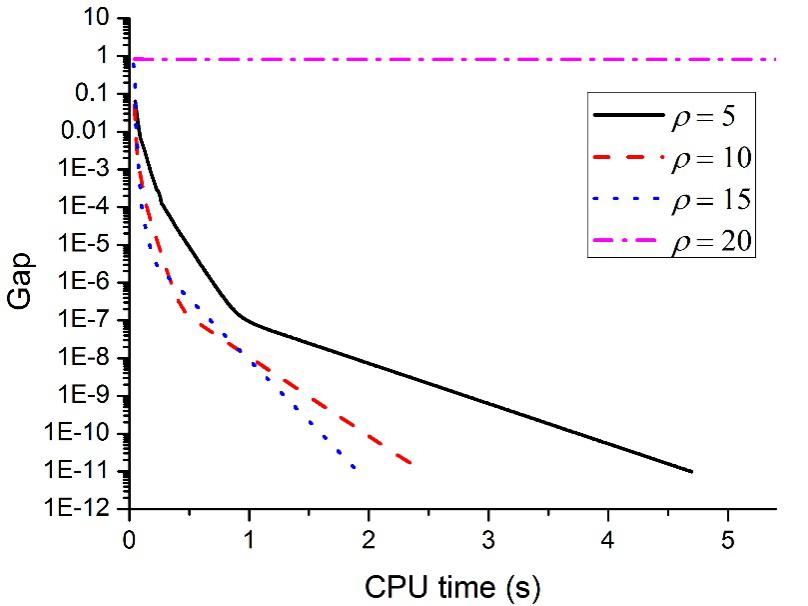 10
1
0.1
0.01
1E-3
1E-4
1E-5
1E-6
1E-7
1E-8
1E-9
1E-10
1E-11
1E-12
Gap
ρ = 5
ρ = 10
ρ = 15
ρ = 20
0 1 2 3 4 5
CPU time (s)